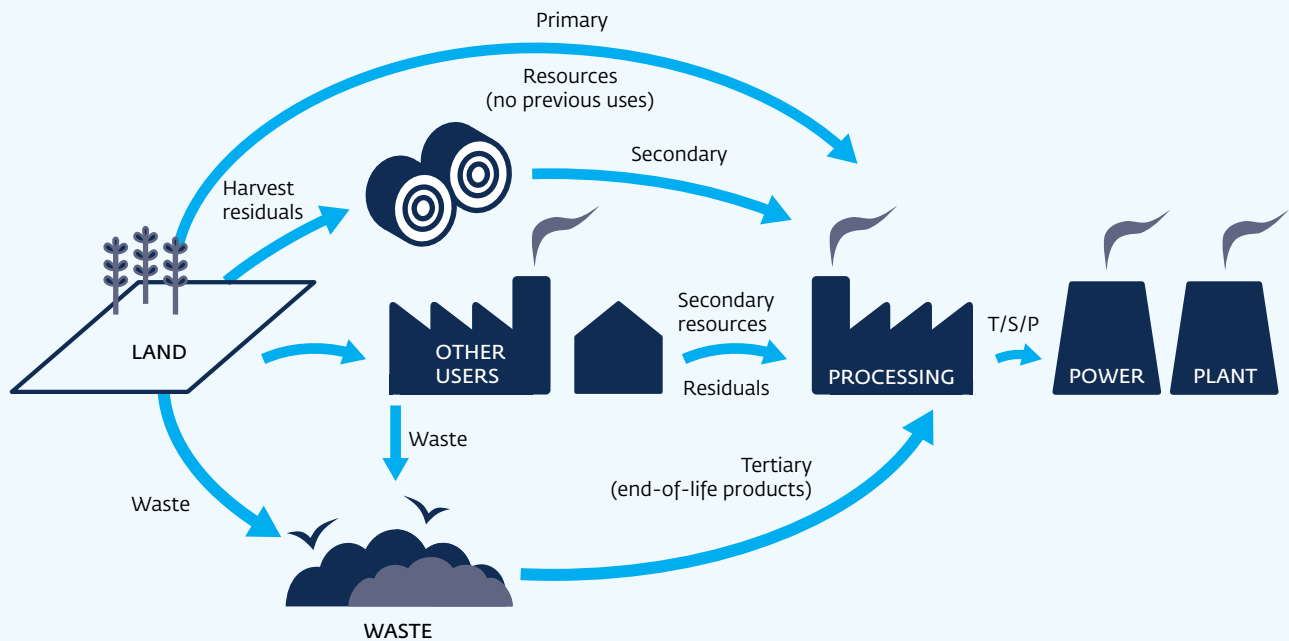 Primary
Resources
(no previous uses)
Secondary
Harvest
residuals
LAND
OTHER
USERS
Secondary
resources
Residuals
PROCESSING
T/S/P
POWER
PLANT
Waste
Waste
Tertiary
(end-of-life products)
WASTE